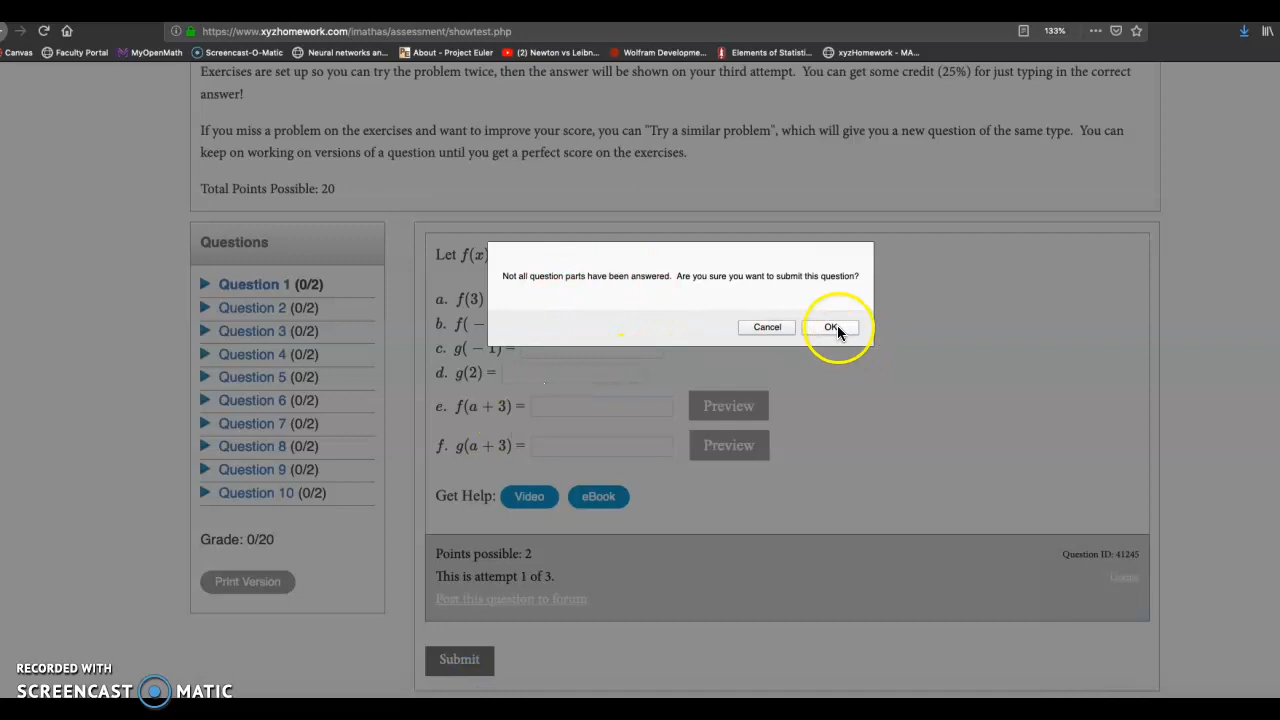 https://www.xyzhomework.com/imathas/assessment/showtest.php
133%
Canvas Faculty Portal MyOpenMath Screencast-O-Matic Neural networks an... About - Project Euler (2) Newton vs Leibn... Wolfram Developme... Elements of Statisti... xyzHomework - MA...
Exercises are set up so you can try the problem twice, then the answer will be shown on your third attempt. You can get some credit (25%) for just typing in the correct
answer!
If you miss a problem on the exercises and want to improve your score, you can "Try a similar problem", which will give you a new question of the same type. You can
keep on working on versions of a question until you get a perfect score on the exercises.
Total Points Possible: 20
Questions
Question 1 (0/2)
Question 2 (0/2)
Question 3 (0/2)
Question 4 (0/2)
Question 5 (0/2)
Question 6 (0/2)
Question 7 (0/2)
Question 8 (0/2)
Question 9 (0/2)
Question 10 (0/2)
Grade: 0/20
Print Version
Let f(x)
Not all question parts have been answered. Are you sure you want to submit this question?
Cancel OK
a. f(3)
b. f( −
c. g( − 1) =
d. g(2) =
e. f(a + 3) = Preview
f. g(a + 3) = Preview
Get Help: Video eBook
Points possible: 2
Question ID: 41245
This is attempt 1 of 3.
Post this question to forum
Submit
RECORDED WITH
SCREENCAST MATIC